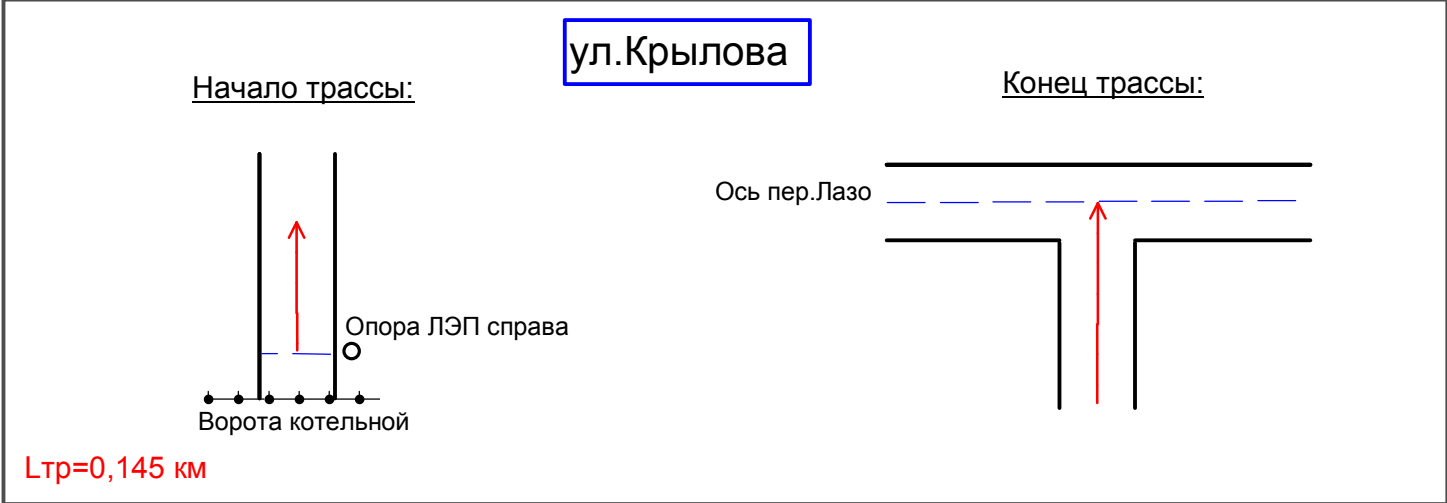 ул.Крылова
Начало трассы:
Конец трассы:
Ось пер.Лазо
Опора ЛЭП справа
Ворота котельной
Lтр=0,145 км